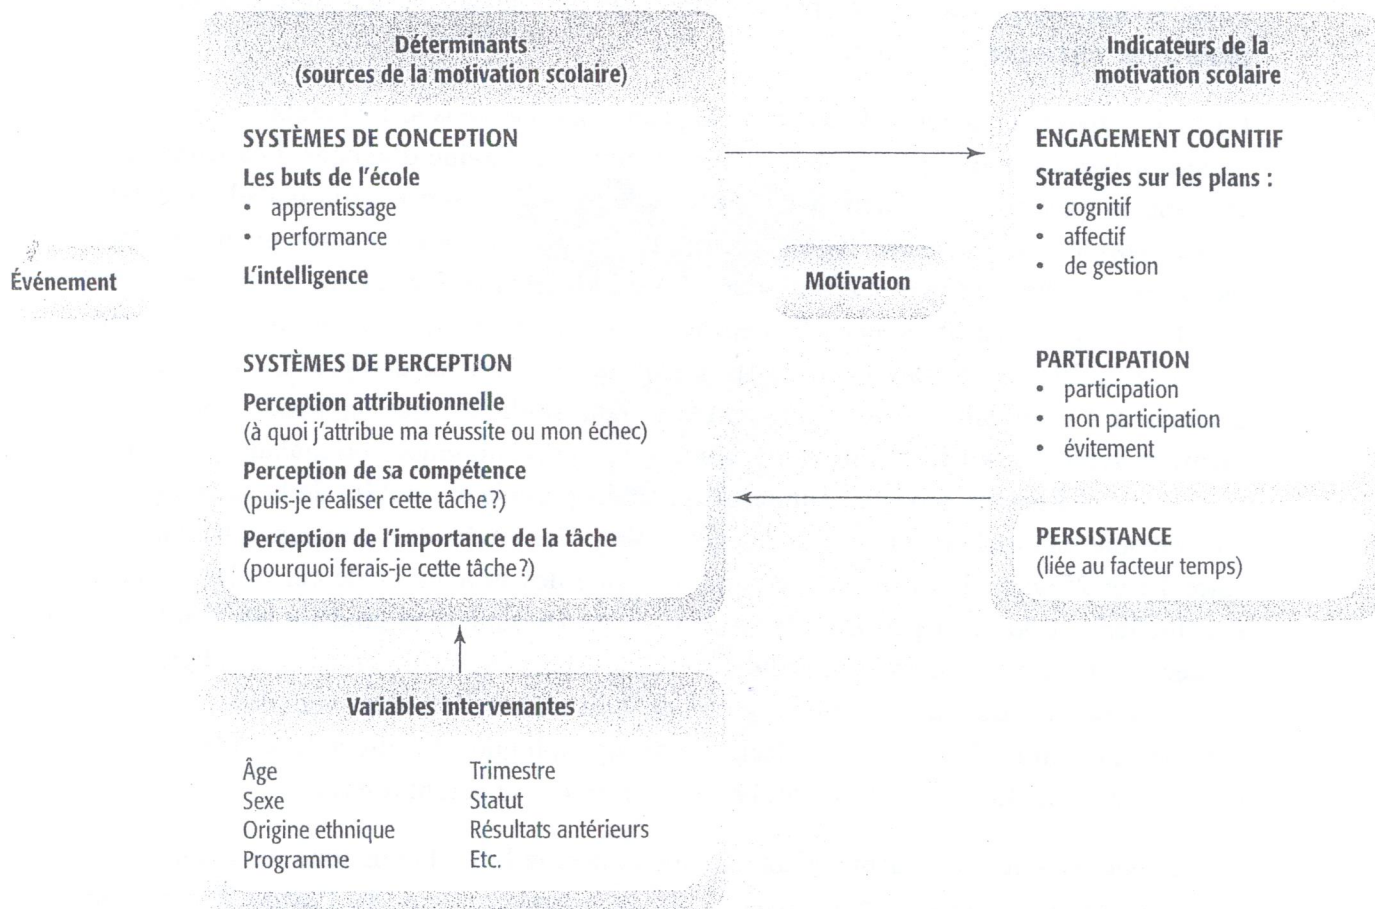 Déterminants
(sources de la motivation scolaire)
SYSTÈMES DE CONCEPTION
Les buts de l'école
• apprentissage
• performance
L'intelligence
SYSTÈMES DE PERCEPTION
Perception attributionnelle
(à quoi j'attribue ma réussite ou mon échec)
Perception de sa compétence
(puis-je réaliser cette tâche?)
Perception de l'importance de la tâche
(pourquoi ferais-je cette tâche?)
Événement
Motivation
Indicateurs de la
motivation scolaire
ENGAGEMENT COGNITIF
Stratégies sur les plans :
• cognitif
• affectif
• de gestion
PARTICIPATION
• participation
• non participation
• évitement
PERSISTANCE
(liée au facteur temps)
Variables intervenantes
Âge
Sexe
Origine ethnique
Programme
Trimestre
Statut
Résultats antérieurs
Etc.